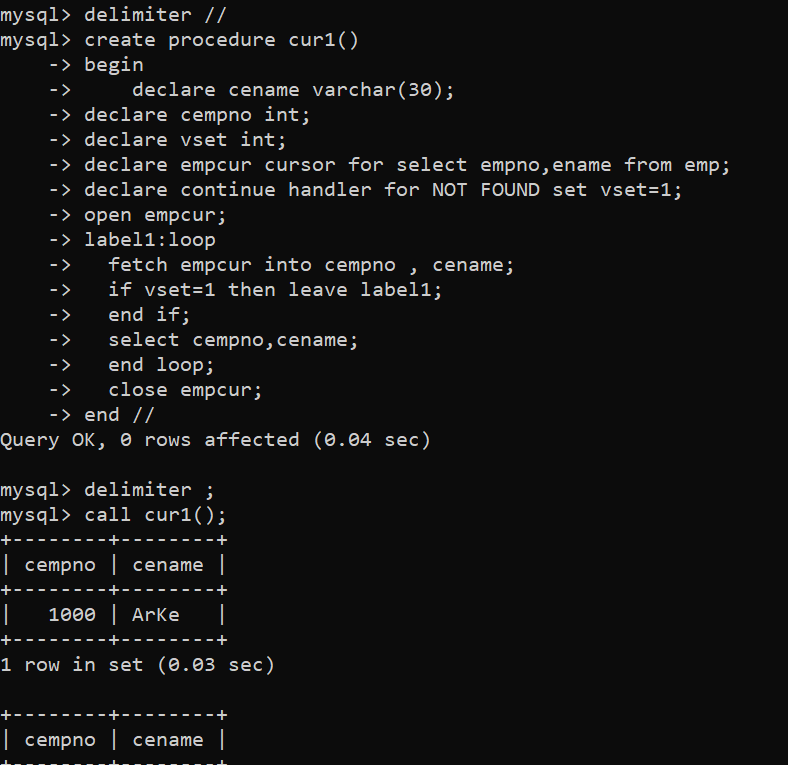 mysql> delimiter //
mysql> create procedure cur1()
    -> begin
    ->     declare cename varchar(30);
    -> declare cempno int;
    -> declare vset int;
    -> declare empcur cursor for select empno,ename from emp;
    -> declare continue handler for NOT FOUND set vset=1;
    -> open empcur;
    -> label1:loop
    ->   fetch empcur into cempno , cename;
    ->   if vset=1 then leave label1;
    ->   end if;
    ->   select cempno,cename;
    ->   end loop;
    ->   close empcur;
    -> end //
Query OK, 0 rows affected (0.04 sec)

mysql> delimiter ;
mysql> call cur1();
+--------+--------+
| cempno | cename |
+--------+--------+
|   1000 | ArKe   |
+--------+--------+
1 row in set (0.03 sec)

+--------+--------+
| cempno | cename |
+--------+--------+